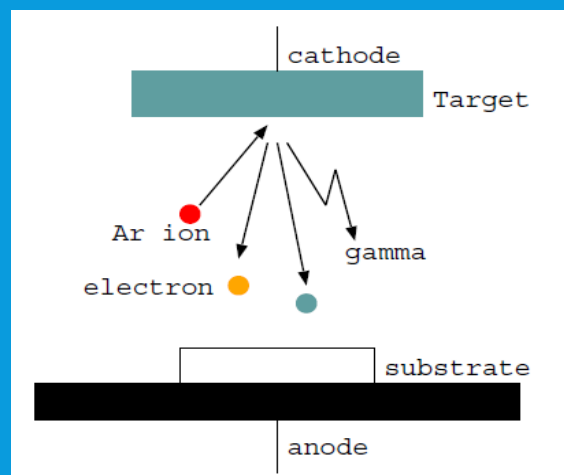 cathode
Target
Ar ion
gamma
electron
substrate
anode